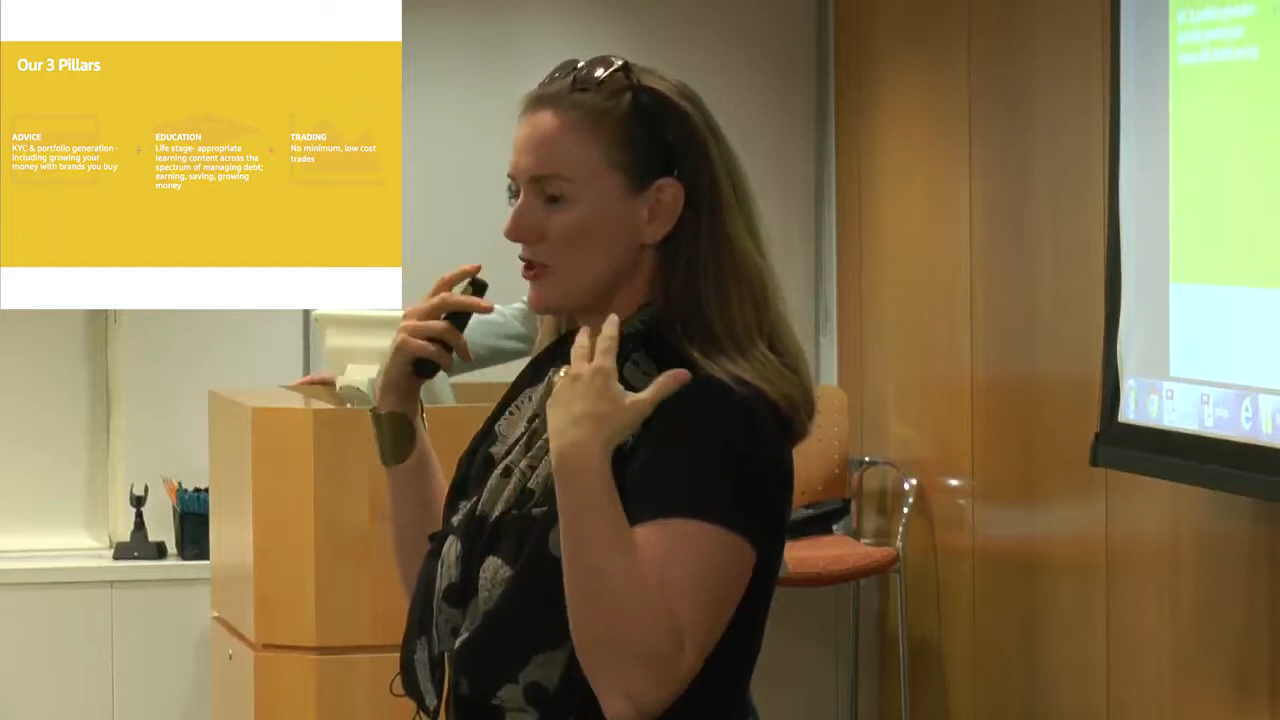 Our 3 Pillars
ADVICE
KYC & portfolio generation -
including growing your
money with brands you buy
+
EDUCATION
Life stage- appropriate
learning content across the
spectrum of managing debt;
earning, saving, growing
money
+
TRADING
No minimum, low cost
trades